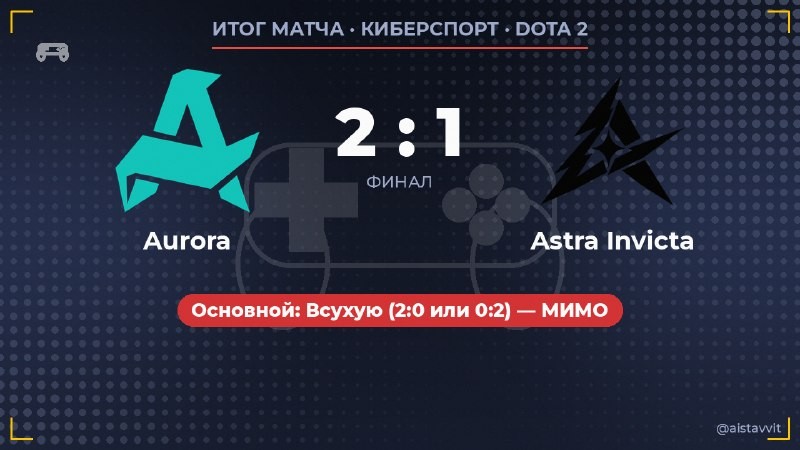 ИТОГ МАТЧА · КИБЕРСПОРТ · DOTA 2
2 : 1
ФИНАЛ
Aurora
Astra Invicta
Основной: Всухую (2:0 или 0:2) — МИМО
@aistavvit